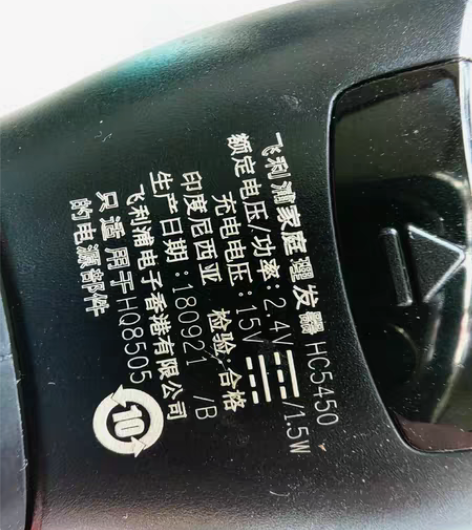 飞利浦家庭理发器 HC5450
额定电压/功率:2.4V⎓/1.5W
充电电压:15V⎓
印度尼西亚 检验:合格
生产日期:180921 /B
飞利浦电子香港有限公司
只适用于HQ8505
的电源部件
10